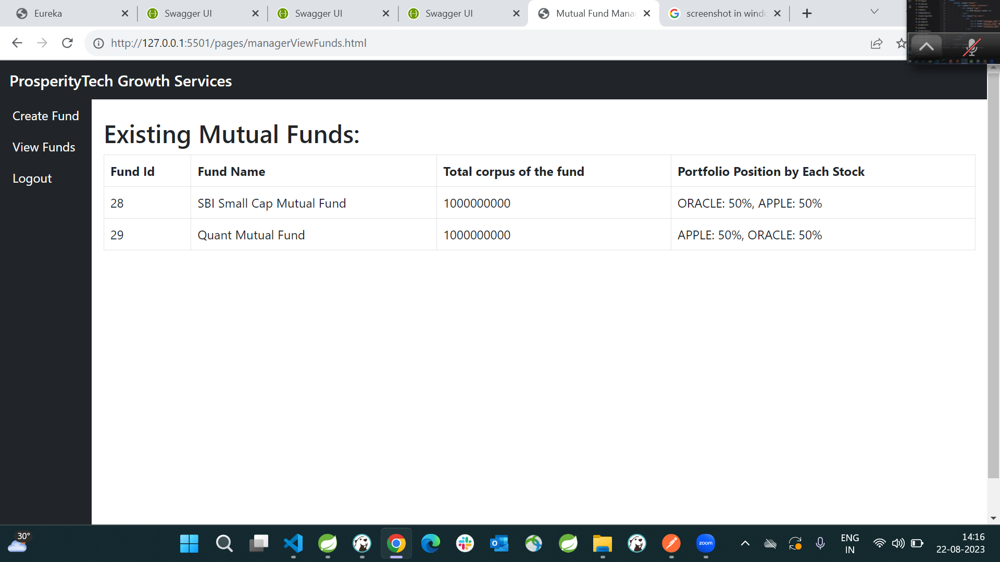 Eureka
Swagger UI
Swagger UI
Swagger UI
Mutual Fund Mana
screenshot in wind
http://127.0.0.1:5501/pages/managerViewFunds.html
ProsperityTech Growth Services
Create Fund
View Funds
Logout
Existing Mutual Funds:
Fund Id Fund Name Total corpus of the fund Portfolio Position by Each Stock
28 SBI Small Cap Mutual Fund 1000000000 ORACLE: 50%, APPLE: 50%
29 Quant Mutual Fund 1000000000 APPLE: 50%, ORACLE: 50%
30°
zoom
ENG
IN
14:16
22-08-2023